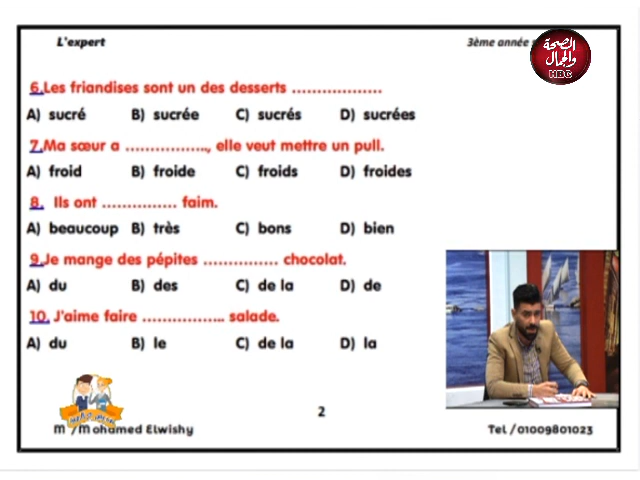 L'expert
3ème année
الصحة
والجمال
HBC
6.Les friandises sont un des desserts ………………
A) sucré B) sucrée C) sucrés D) sucrées
7.Ma sœur a …………….., elle veut mettre un pull.
A) froid B) froide C) froids D) froides
8. Ils ont …………… faim.
A) beaucoup B) très C) bons D) bien
9.Je mange des pépites …………… chocolat.
A) du B) des C) de la D) de
10. J'aime faire …………….. salade.
A) du B) le C) de la D) la
2
M /Mohamed Elwishy
Tel /01009801023